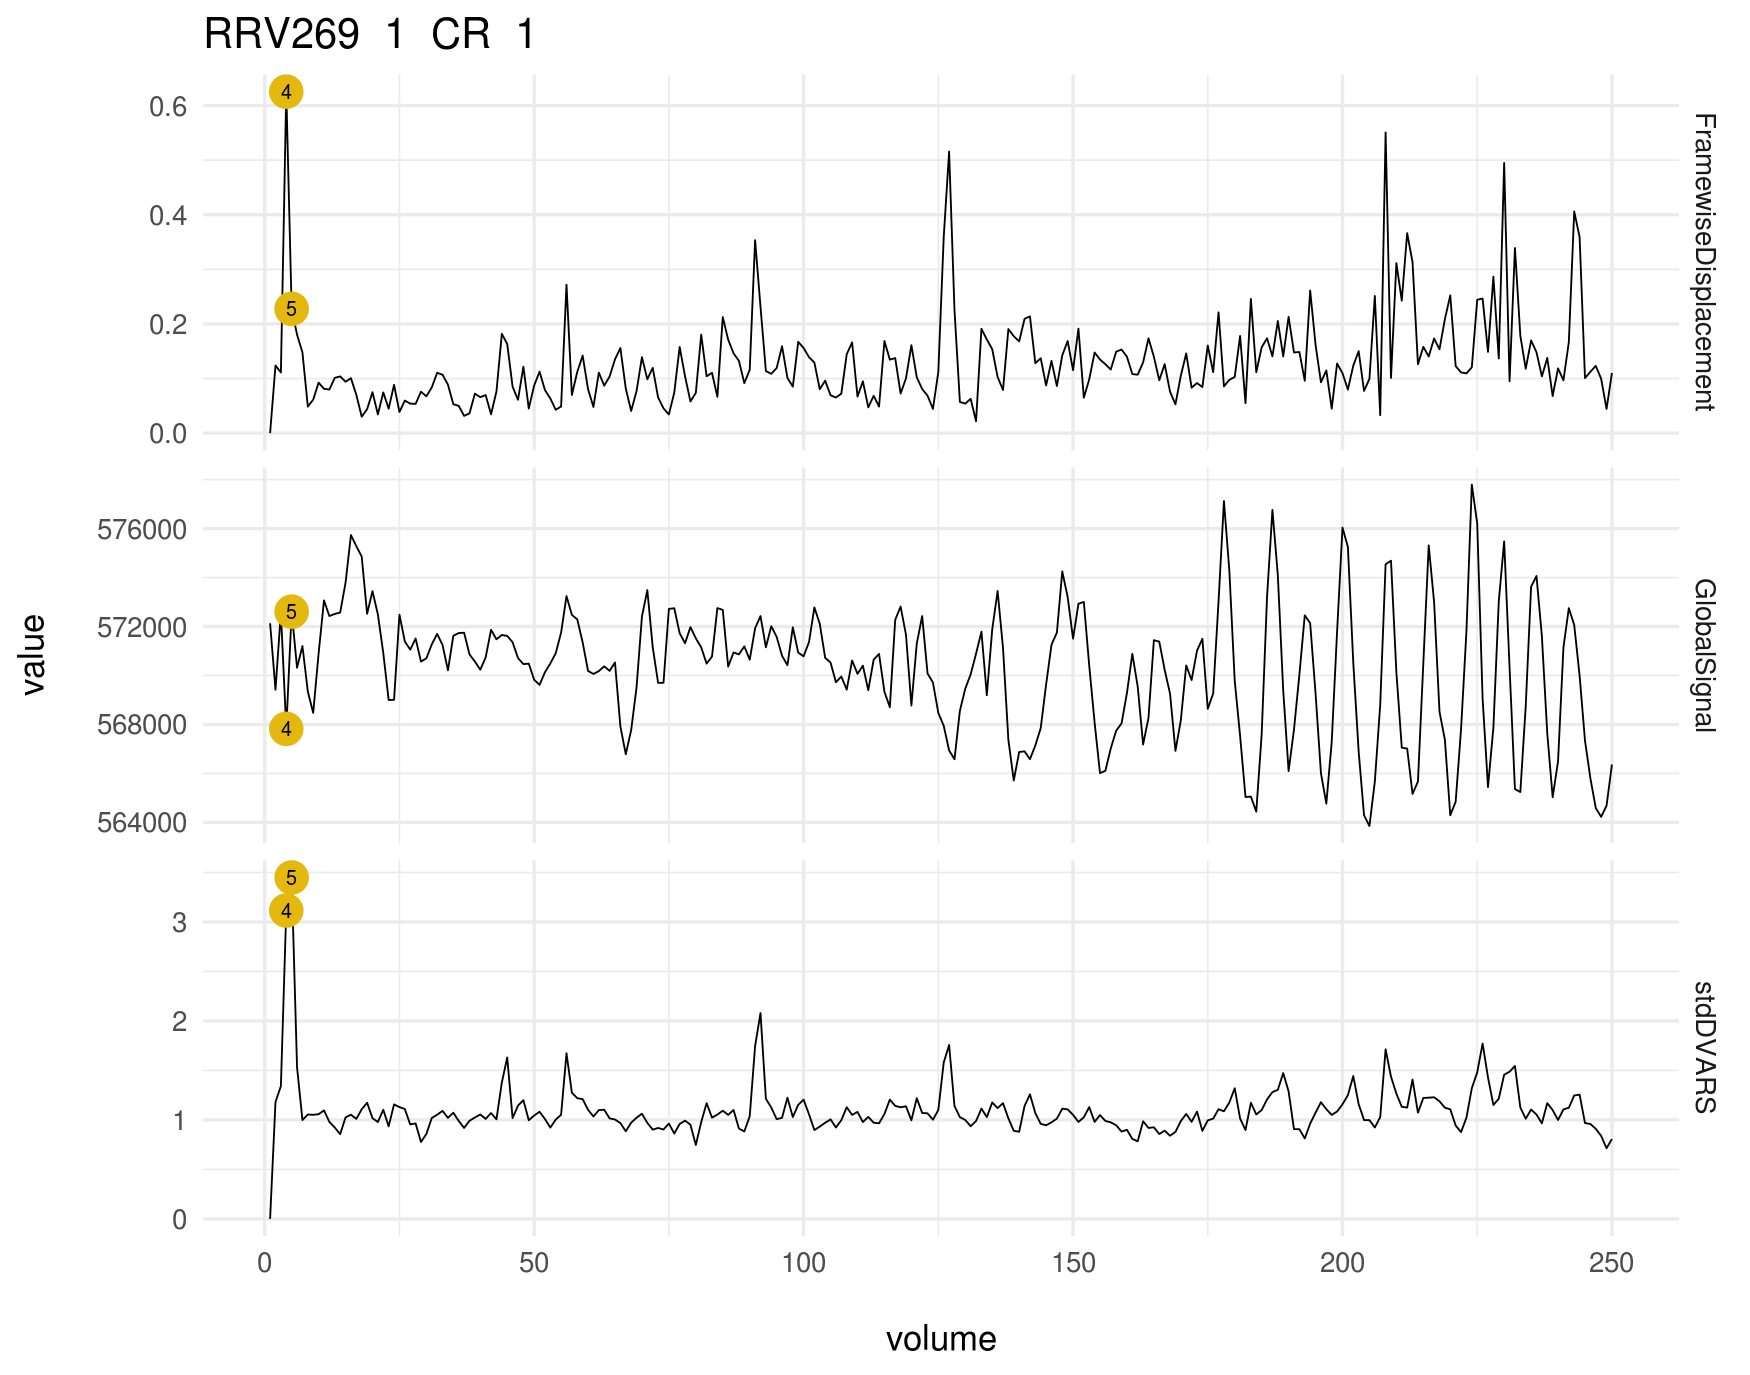 RRV269 1 CR 1
4
0.6
0.4
5
0.2
0.0
FramewiseDisplacement
576000
5
572000
568000
4
564000
GlobalSignal
value
5
4
3
2
1
0
stdDVARS
0 50 100 150 200 250
volume